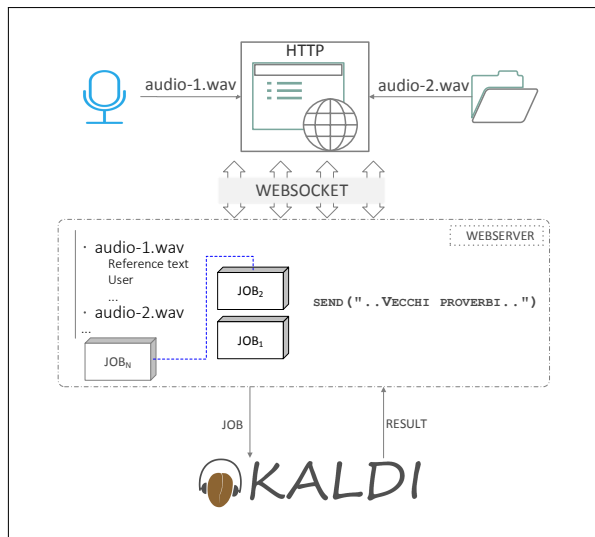 HTTP
audio-1.wav
audio-2.wav
WEBSOCKET
WEBSERVER
· audio-1.wav
Reference text
User
...
· audio-2.wav
...
JOB2
JOB1
JOBN
SEND("..VECCHI PROVERBI..")
JOB
RESULT
KALDI